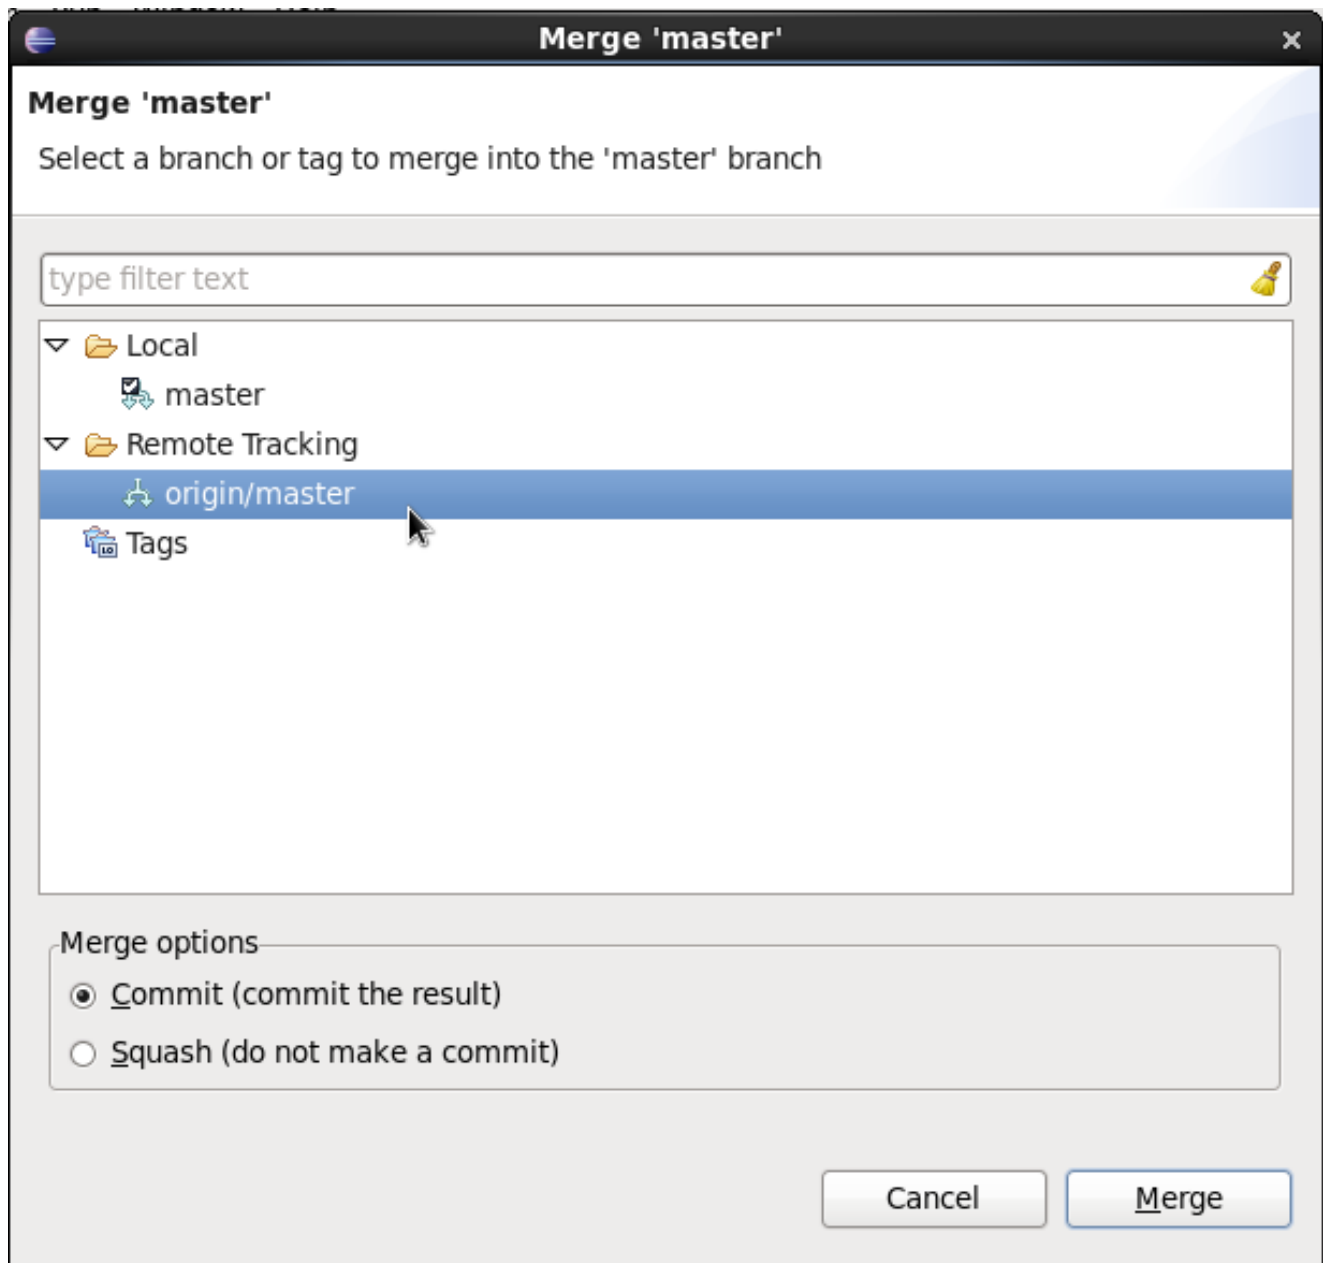 Merge 'master'
Merge 'master'
Select a branch or tag to merge into the 'master' branch
type filter text
Local
master
Remote Tracking
origin/master
Tags
Merge options
Commit (commit the result)
Squash (do not make a commit)
Cancel
Merge